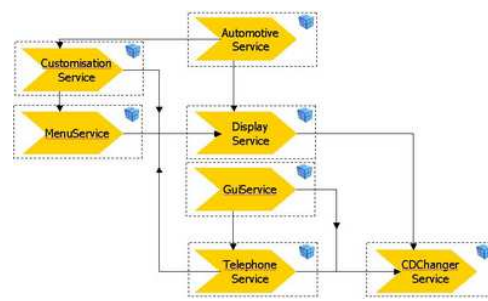 Automotive
Service
Customisation
Service
MenuService
Display
Service
GuiService
Telephone
Service
CDChanger
Service